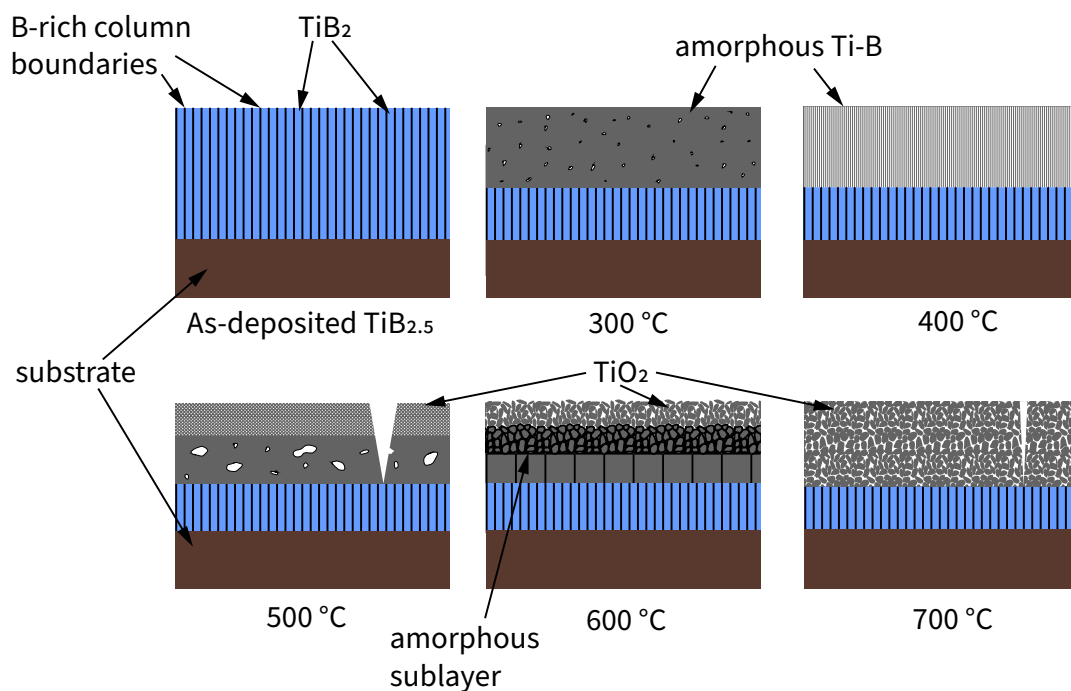 B-rich column
boundaries
TiB₂
amorphous Ti-B
As-deposited TiB₂.₅
300 °C
400 °C
substrate
TiO₂
500 °C
600 °C
700 °C
amorphous
sublayer